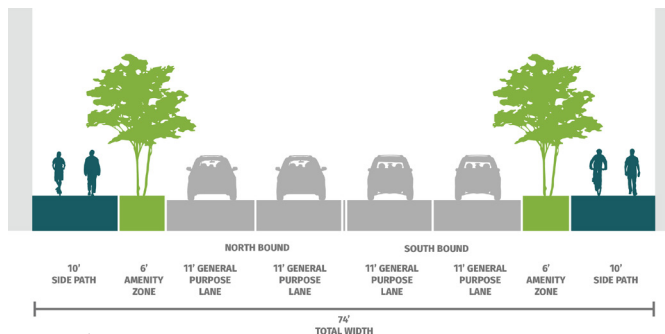 NORTH BOUND
SOUTH BOUND
10'
SIDE PATH
6'
AMENITY
ZONE
11' GENERAL
PURPOSE
LANE
11' GENERAL
PURPOSE
LANE
11' GENERAL
PURPOSE
LANE
11' GENERAL
PURPOSE
LANE
6'
AMENITY
ZONE
10'
SIDE PATH
74'
TOTAL WIDTH